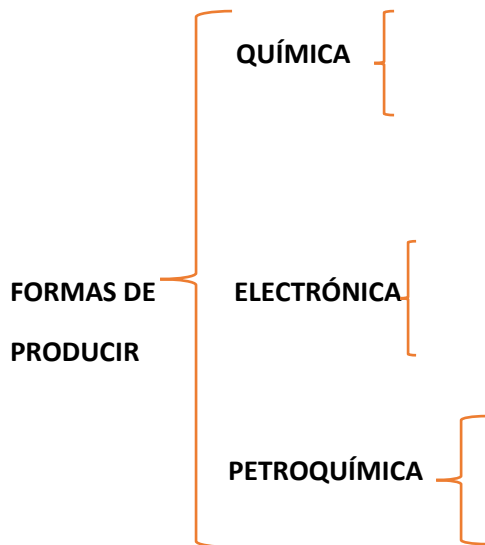 QUÍMICA
FORMAS DE
PRODUCIR
ELECTRÓNICA
PETROQUÍMICA